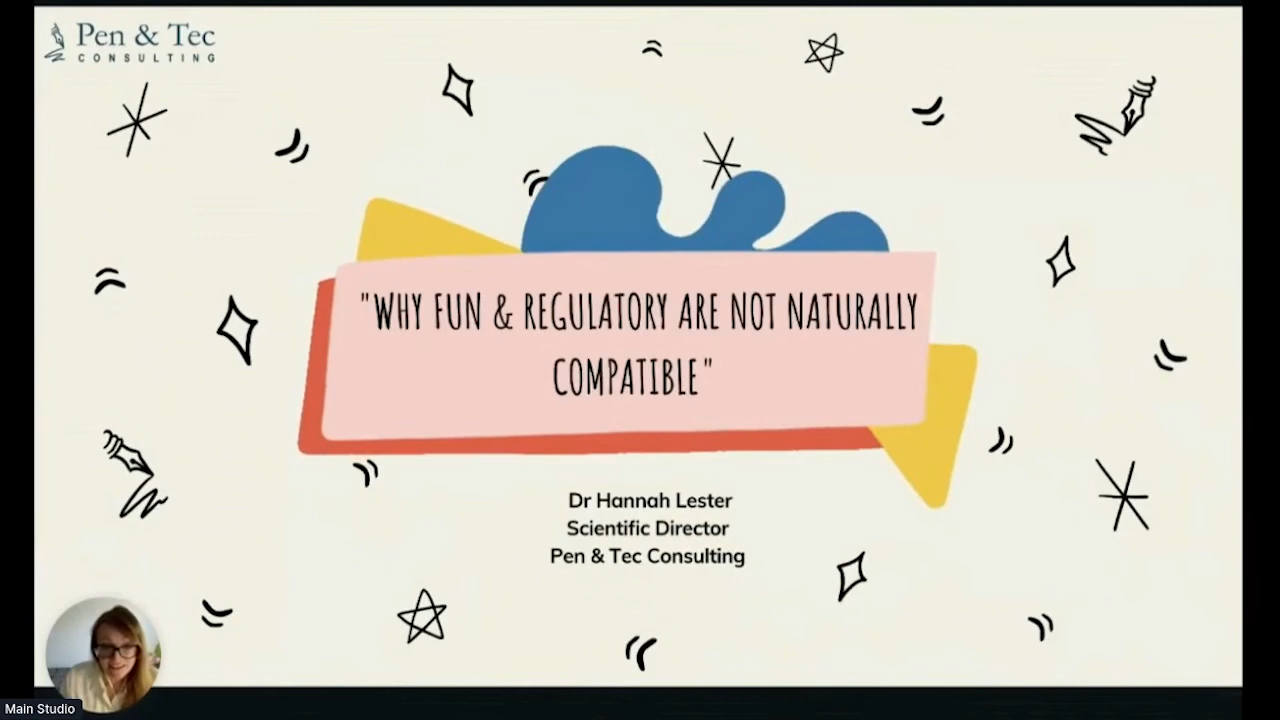 Pen & Tec
CONSULTING
"WHY FUN & REGULATORY ARE NOT NATURALLY
COMPATIBLE"
Dr Hannah Lester
Scientific Director
Pen & Tec Consulting
Main Studio